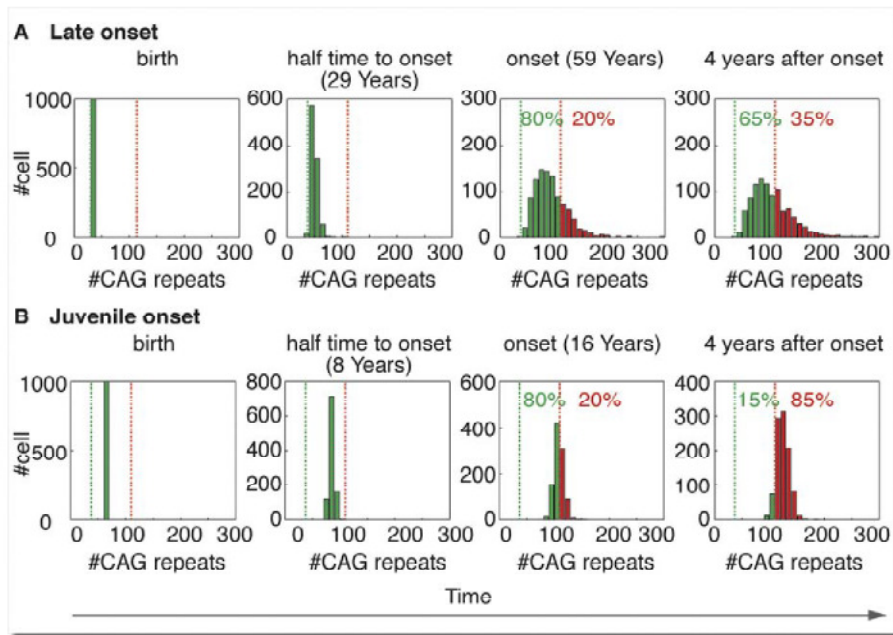 A Late onset
birth
half time to onset
(29 Years)
onset (59 Years)
4 years after onset
1000
500
0
#cell
0 100 200 300
#CAG repeats
600
400
200
0
0 100 200 300
#CAG repeats
300
200
100
0
80% 20%
0 100 200 300
#CAG repeats
300
200
100
0
65% 35%
0 100 200 300
#CAG repeats
B Juvenile onset
birth
half time to onset
(8 Years)
onset (16 Years)
4 years after onset
1000
500
0
#cell
0 100 200 300
#CAG repeats
800
600
400
200
0
0 100 200 300
#CAG repeats
600
400
200
0
80% 20%
0 100 200 300
#CAG repeats
400
300
200
100
0
15% 85%
0 100 200 300
#CAG repeats
Time